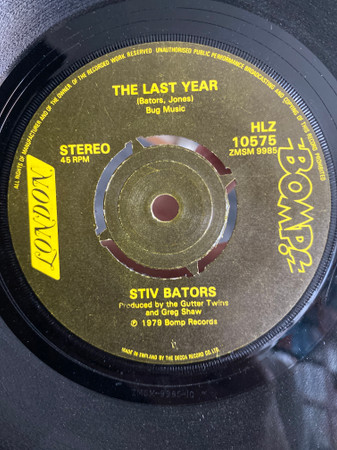 ALL RIGHTS OF MANUFACTURER AND OF THE OWNER OF THE RECORDED WORK RESERVED UNAUTHORISED PUBLIC PERFORMANCE BROADCASTING AND COPYING OF THIS RECORD PROHIBITED
THE LAST YEAR
(Bators, Jones)
Bug Music
STEREO
45 RPM
HLZ
10575
ZMSM 9985
LONDON
BOMP!
STIV BATORS
Produced by the Gutter Twins
and Greg Shaw
℗ © 1979 Bomp Records
MADE IN ENGLAND BY THE DECCA RECORD CO. LTD.